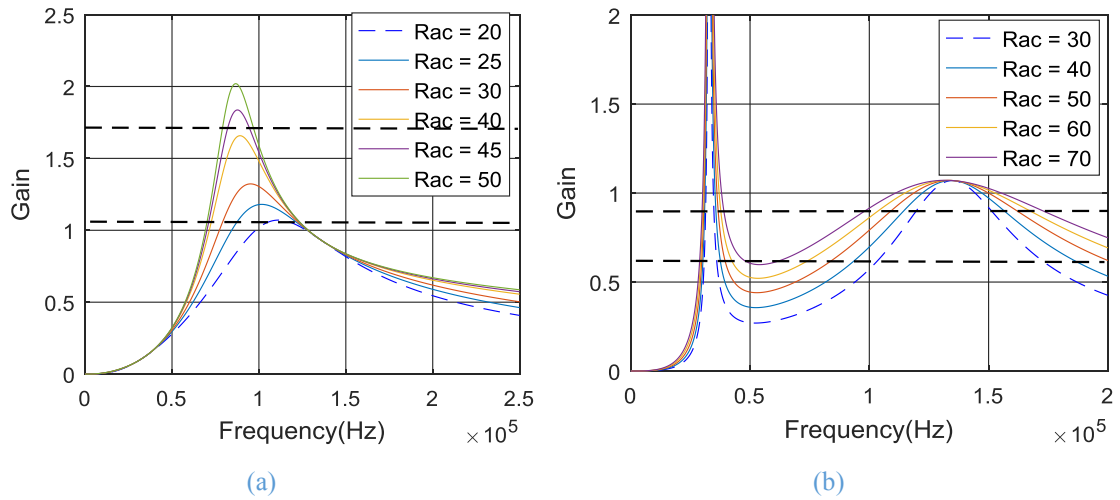 2.5
2
1.5
1
0.5
0
Gain
Rac = 20
Rac = 25
Rac = 30
Rac = 40
Rac = 45
Rac = 50
0 0.5 1 1.5 2 2.5
Frequency(Hz)
× 10^5
(a)
2
1.5
1
0.5
0
Gain
Rac = 30
Rac = 40
Rac = 50
Rac = 60
Rac = 70
0 0.5 1 1.5 2
Frequency(Hz)
× 10^5
(b)